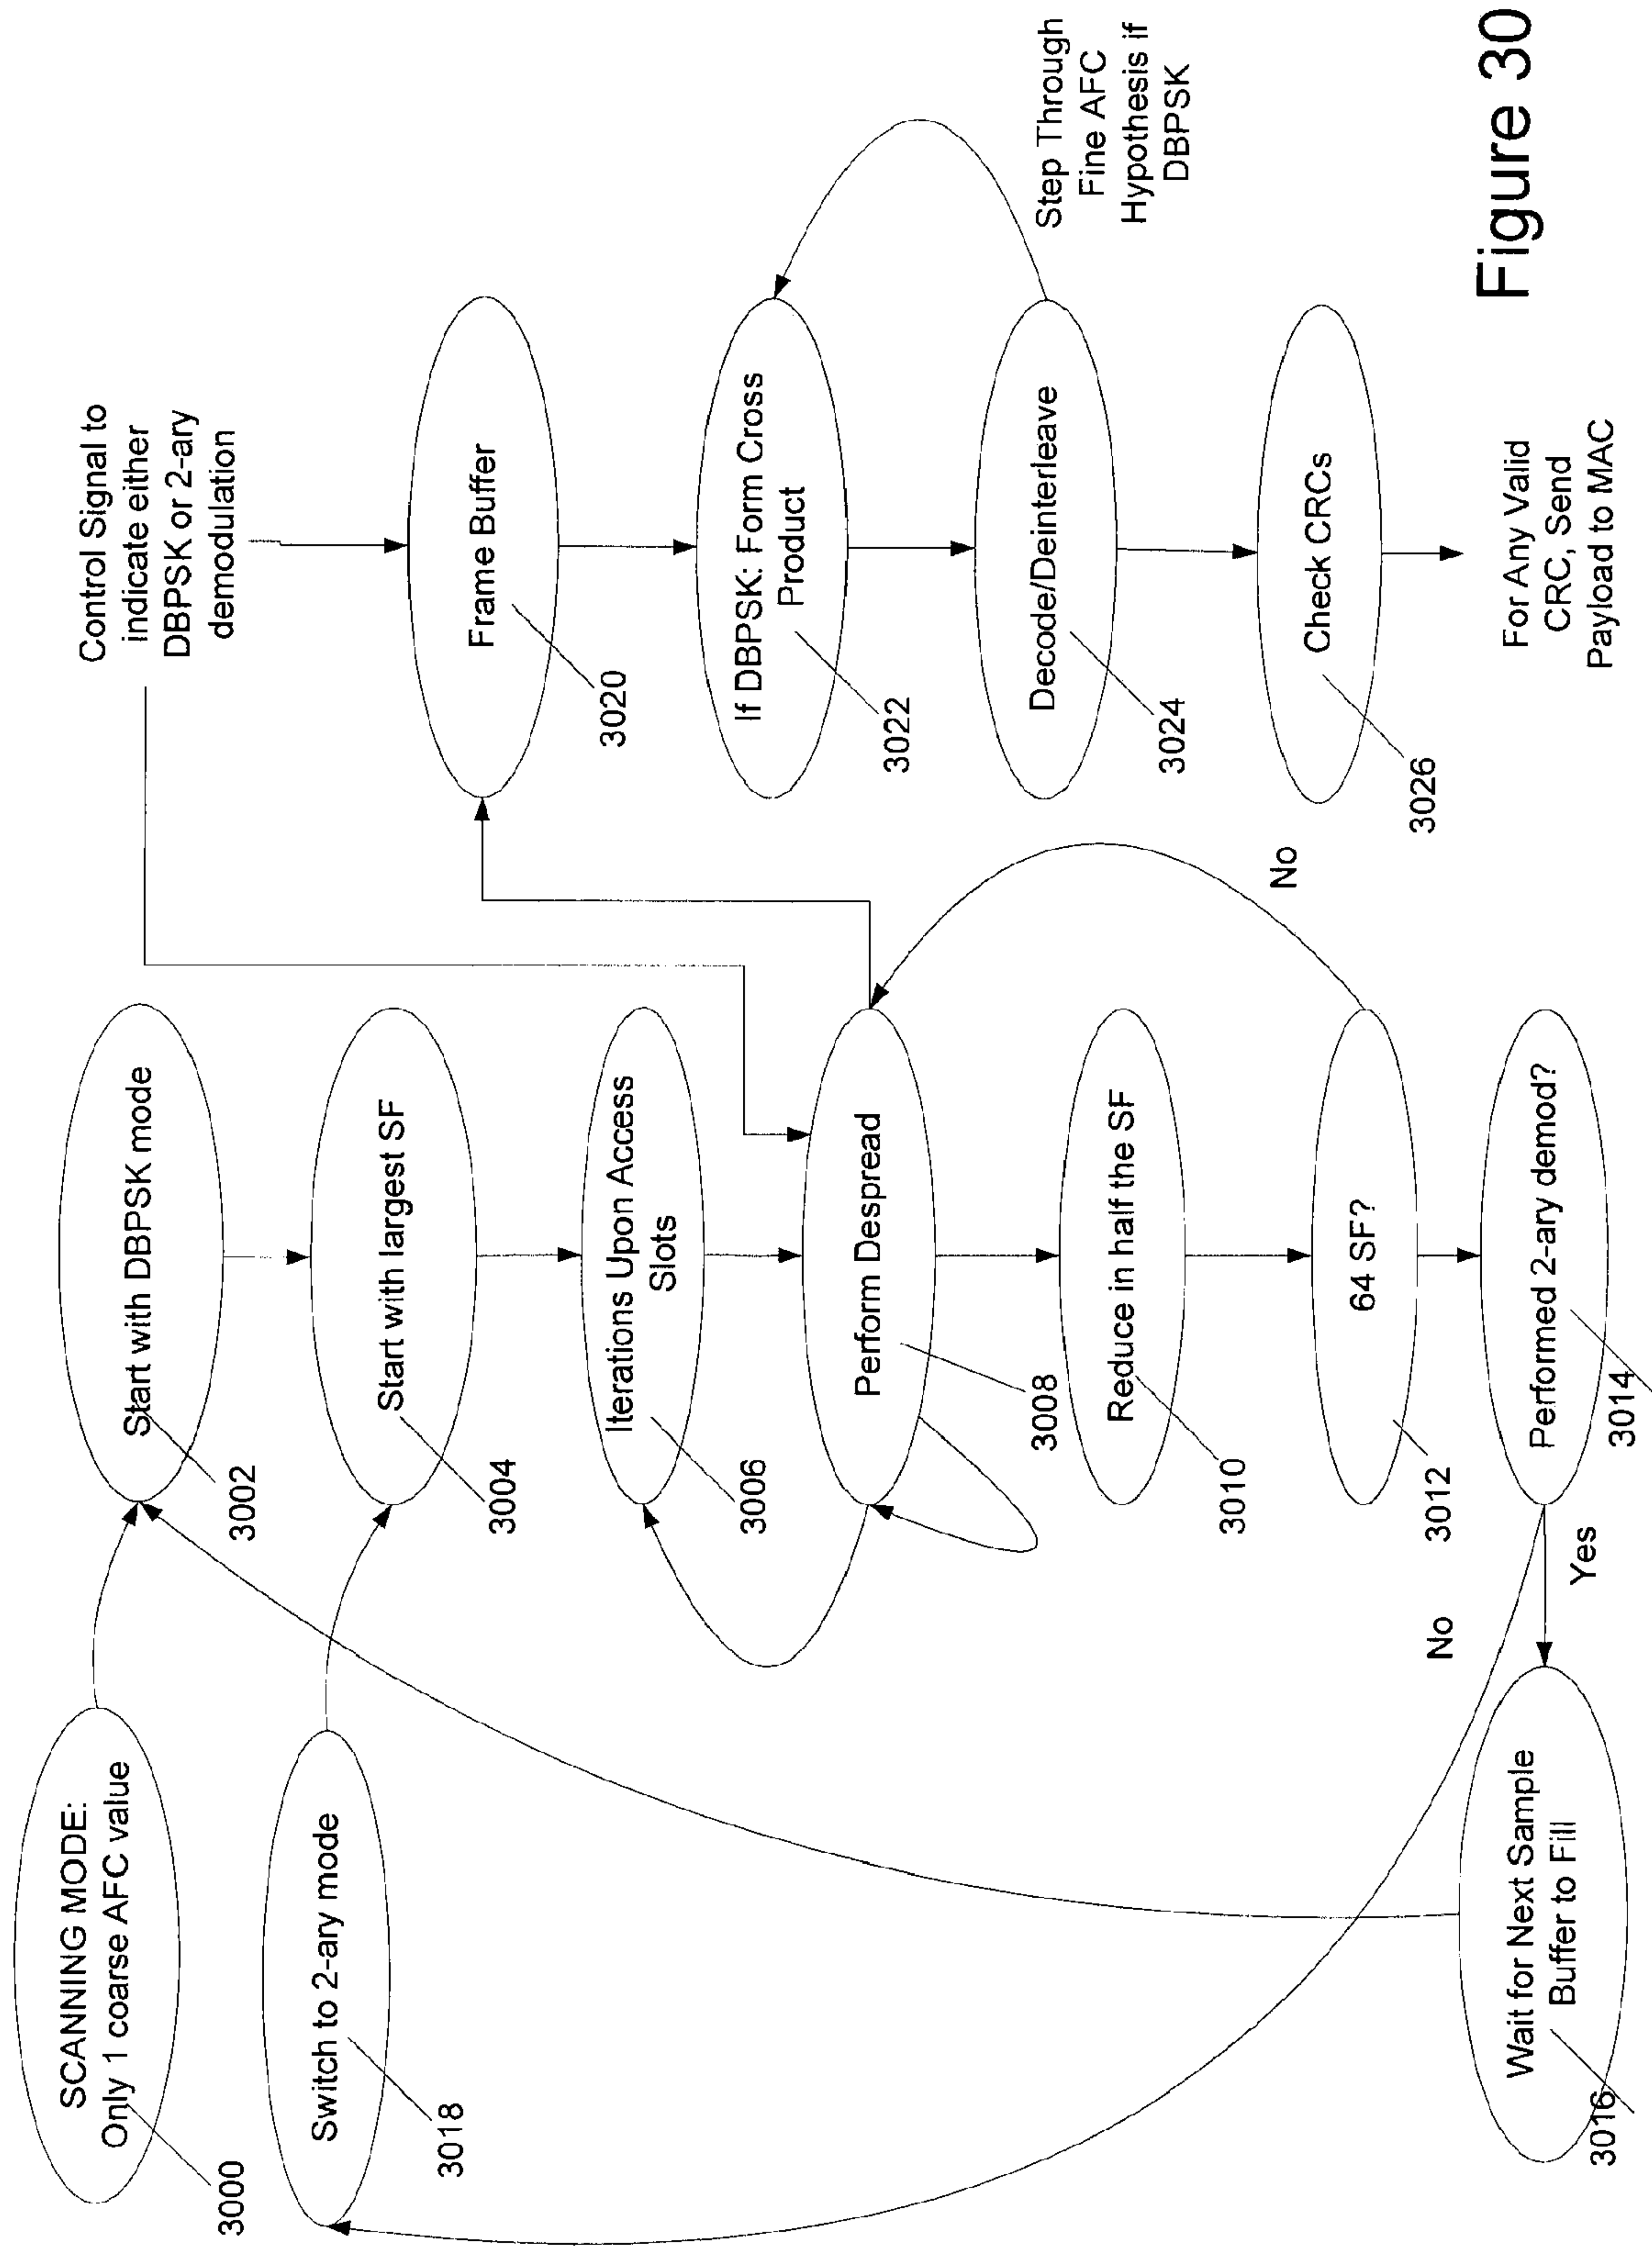 SCANNING MODE:
Only 1 coarse AFC value
3000
Start with DBPSK mode
3002
Control Signal to
indicate either
DBPSK or 2-ary
demodulation
Switch to 2-ary mode
3018
Start with largest SF
3004
Iterations Upon Access
Slots
3006
Perform Despread
3008
Reduce in half the SF
3010
64 SF?
3012
No
Performed 2-ary demod?
3014
Yes
No
Wait for Next Sample
Buffer to Fill
3016
Frame Buffer
3020
If DBPSK: Form Cross
Product
3022
Decode/Deinterleave
3024
Step Through
Fine AFC
Hypothesis if
DBPSK
Check CRCs
3026
For Any Valid
CRC, Send
Payload to MAC
Figure 30